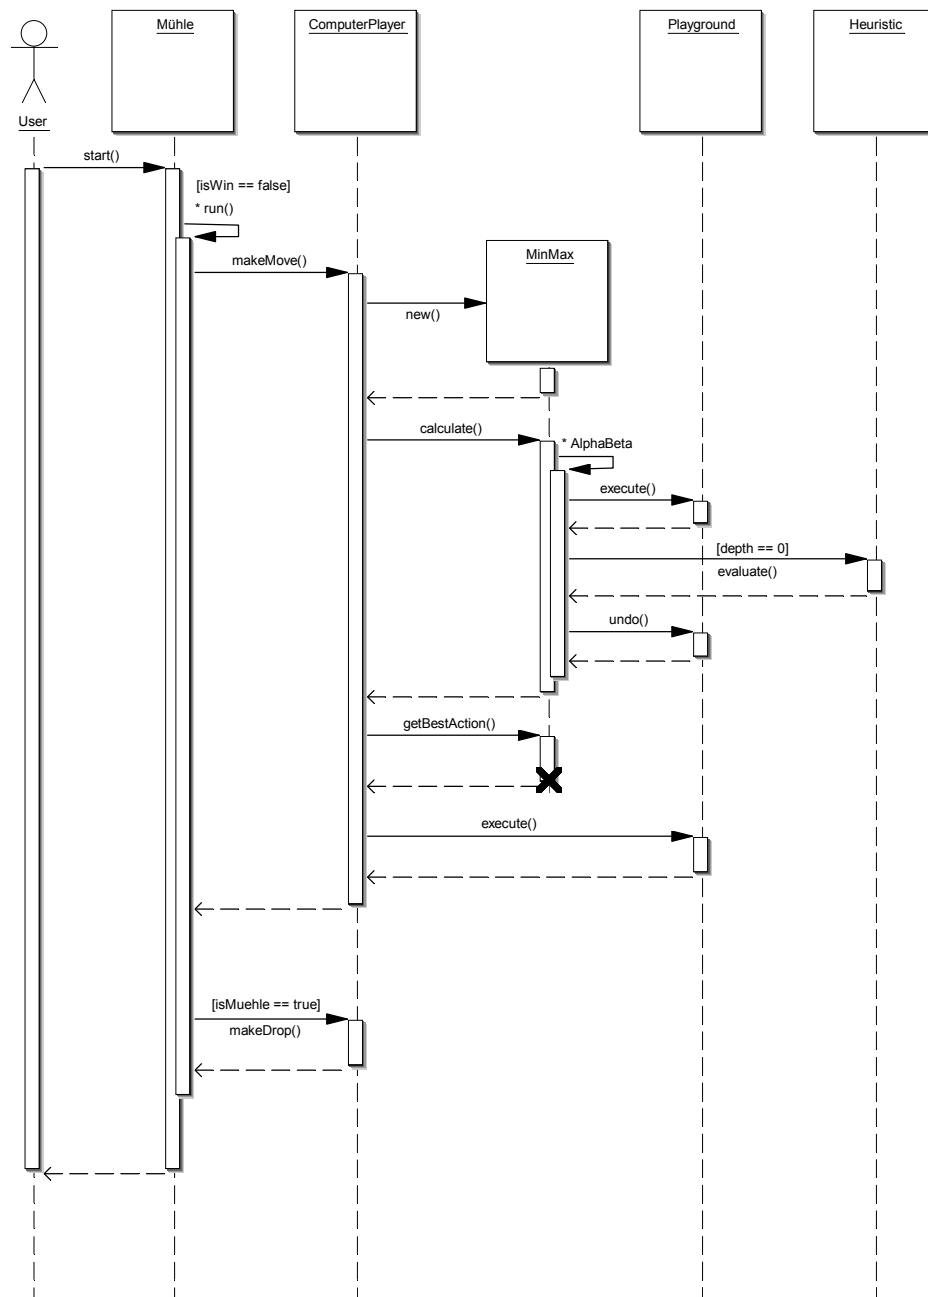 Mühle
ComputerPlayer
Playground
Heuristic
User
start()
[isWin == false]
* run()
makeMove()
MinMax
new()
calculate()
* AlphaBeta
execute()
[depth == 0]
evaluate()
undo()
getBestAction()
execute()
[isMuehle == true]
makeDrop()